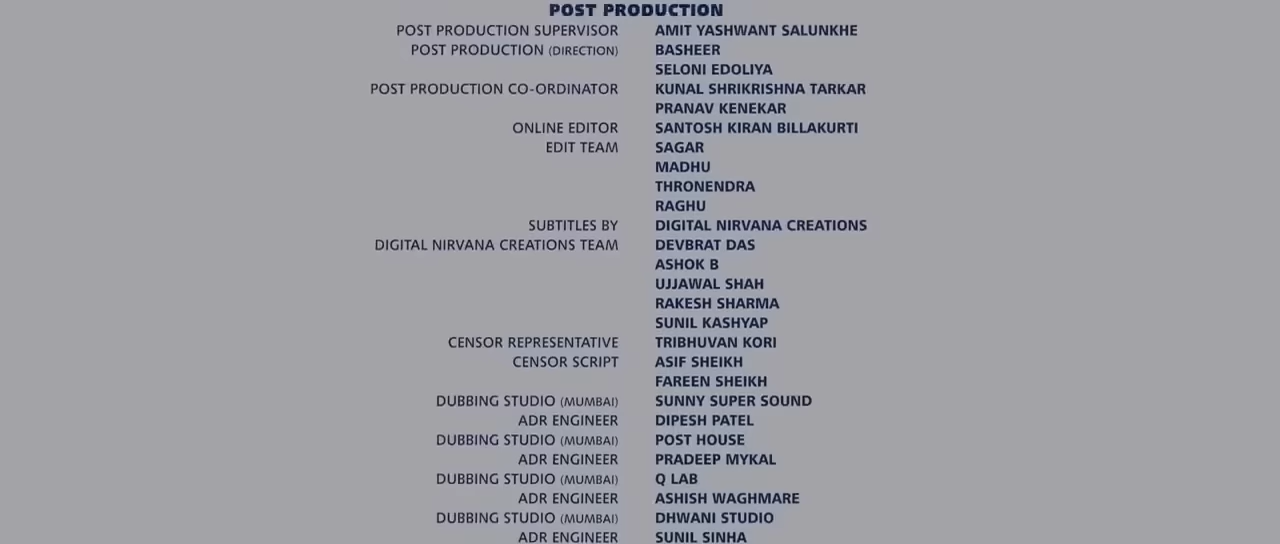 POST PRODUCTION
POST PRODUCTION SUPERVISOR AMIT YASHWANT SALUNKHE
POST PRODUCTION (DIRECTION) BASHEER
SELONI EDOLIYA
POST PRODUCTION CO-ORDINATOR KUNAL SHRIKRISHNA TARKAR
PRANAV KENEKAR
ONLINE EDITOR SANTOSH KIRAN BILLAKURTI
EDIT TEAM SAGAR
MADHU
THRONENDRA
RAGHU
SUBTITLES BY DIGITAL NIRVANA CREATIONS
DIGITAL NIRVANA CREATIONS TEAM DEVBRAT DAS
ASHOK B
UJJAWAL SHAH
RAKESH SHARMA
SUNIL KASHYAP
CENSOR REPRESENTATIVE TRIBHUVAN KORI
CENSOR SCRIPT ASIF SHEIKH
FAREEN SHEIKH
DUBBING STUDIO (MUMBAI) SUNNY SUPER SOUND
ADR ENGINEER DIPESH PATEL
DUBBING STUDIO (MUMBAI) POST HOUSE
ADR ENGINEER PRADEEP MYKAL
DUBBING STUDIO (MUMBAI) Q LAB
ADR ENGINEER ASHISH WAGHMARE
DUBBING STUDIO (MUMBAI) DHWANI STUDIO
ADR ENGINEER SUNIL SINHA